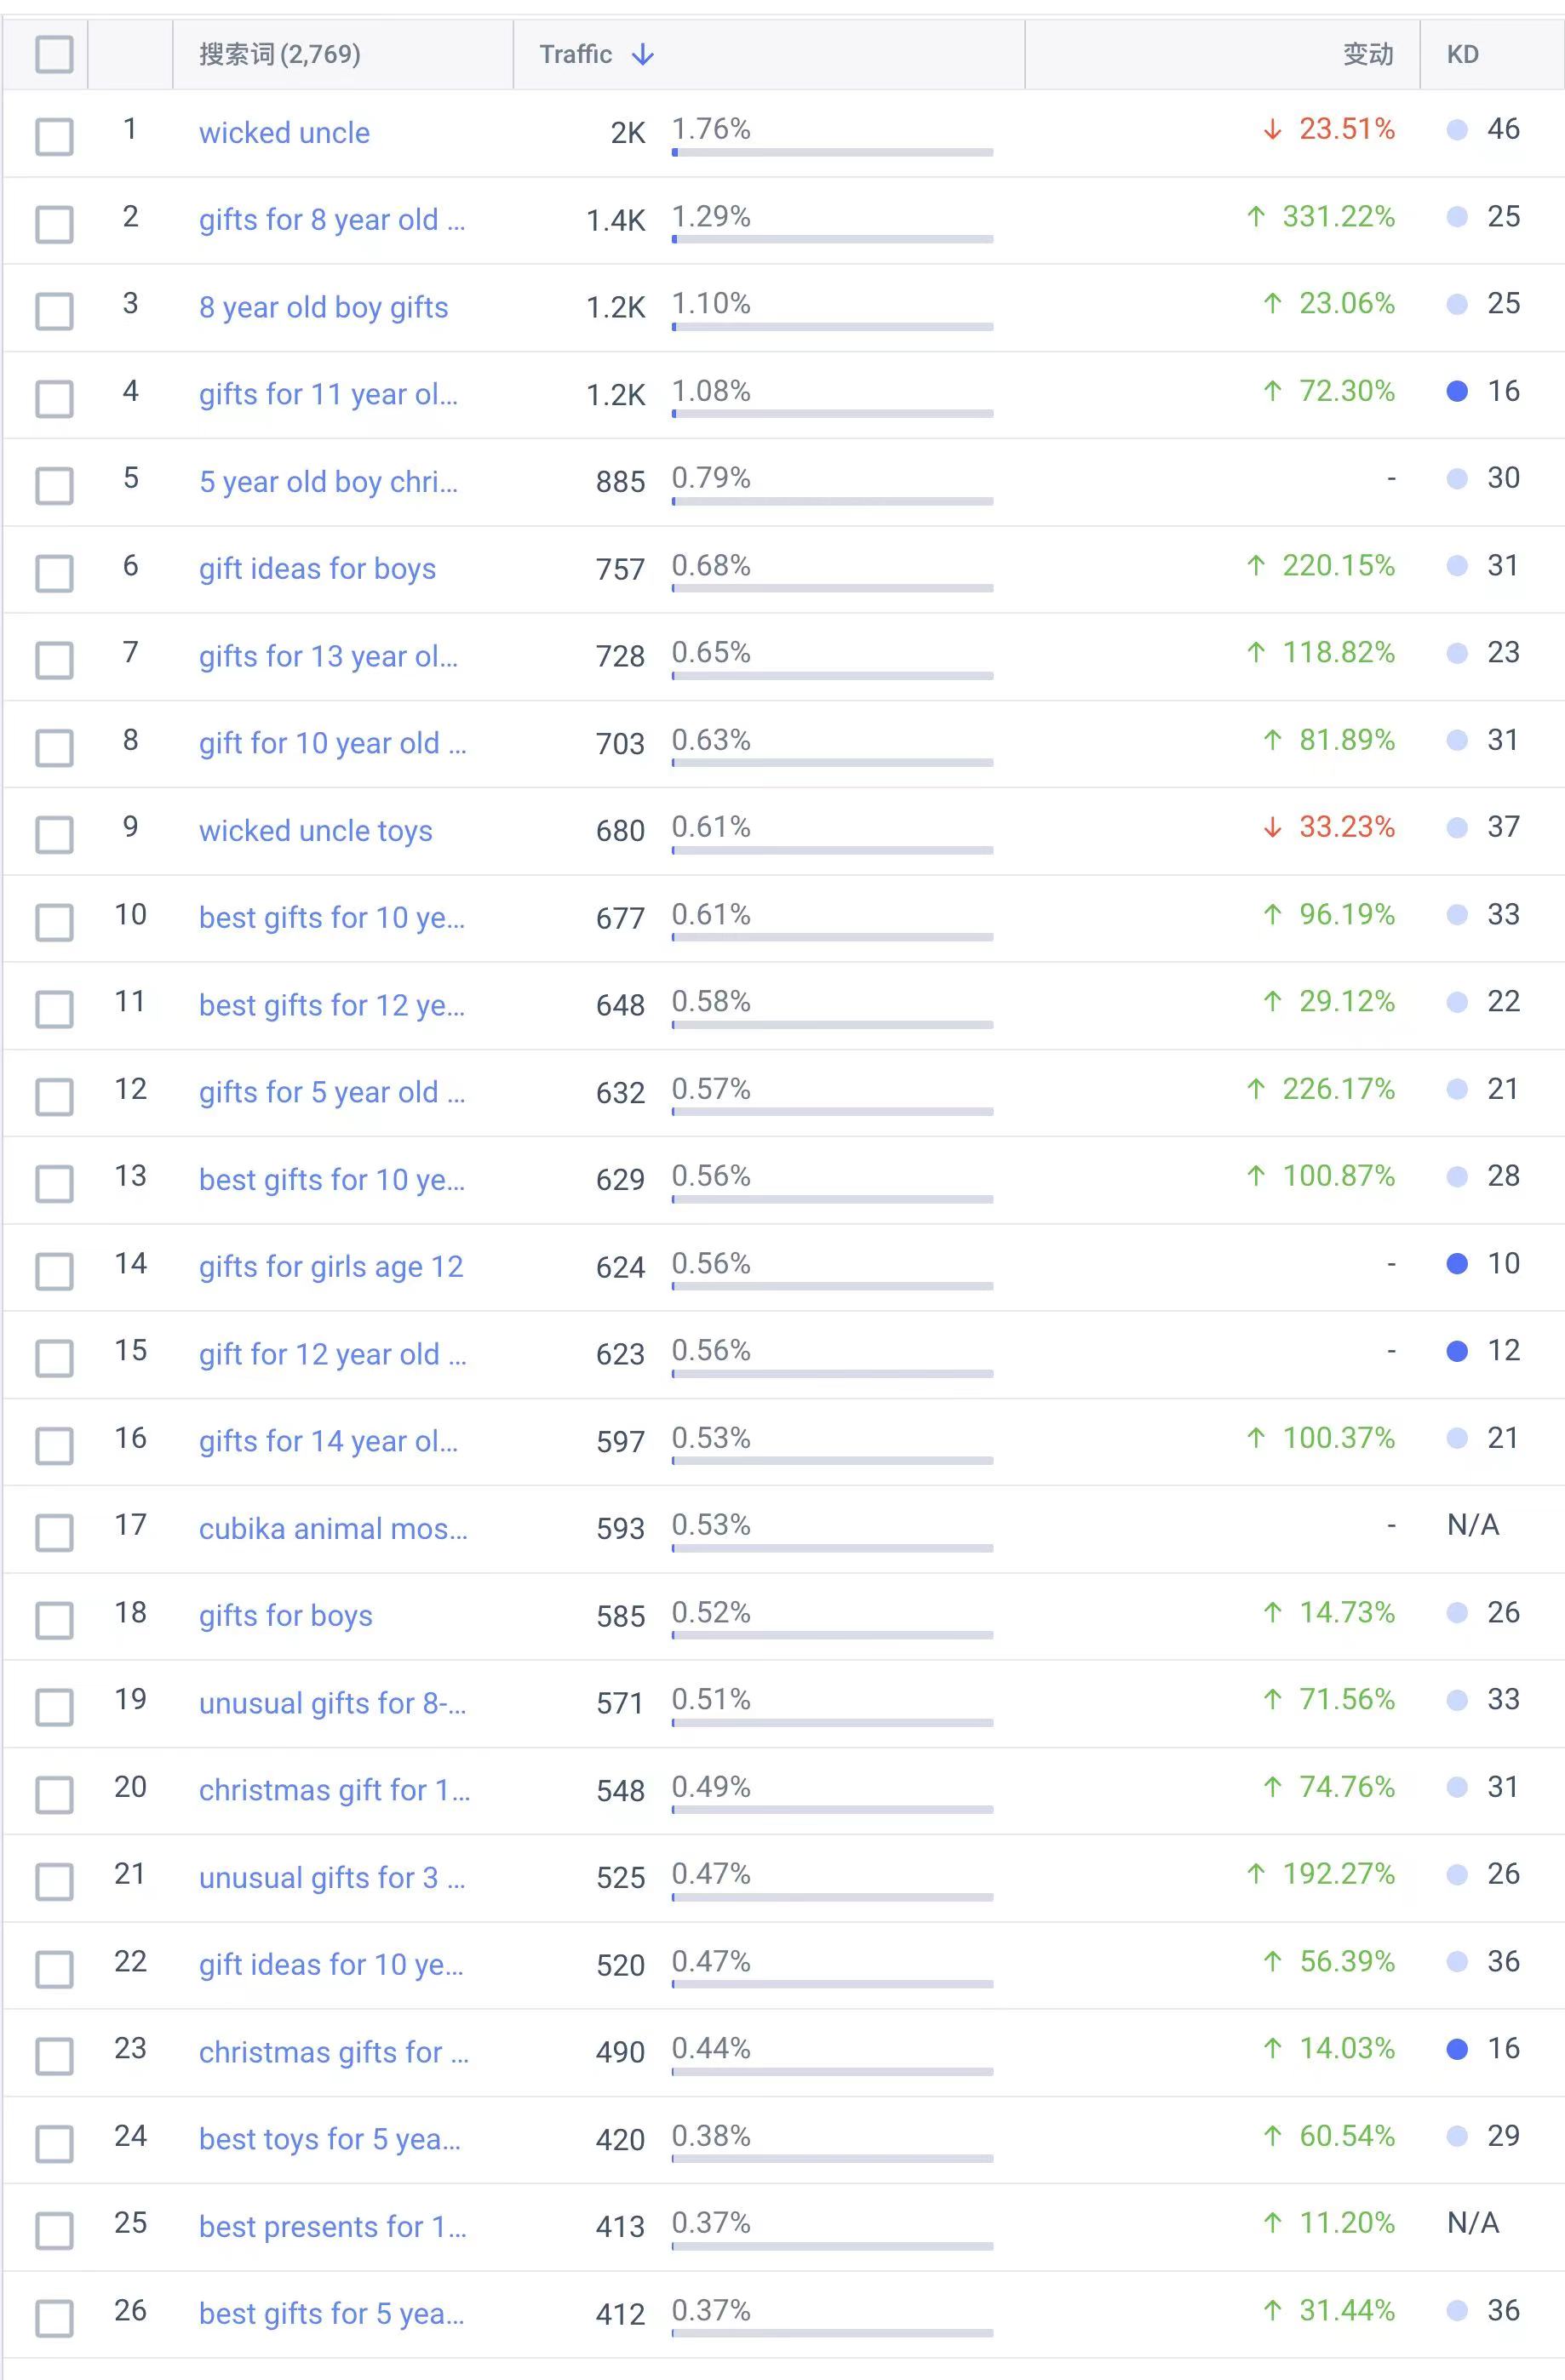 搜索词 (2,769) Traffic ↓ 变动 KD
1 wicked uncle 2K 1.76% ↓ 23.51% 46
2 gifts for 8 year old ... 1.4K 1.29% ↑ 331.22% 25
3 8 year old boy gifts 1.2K 1.10% ↑ 23.06% 25
4 gifts for 11 year ol... 1.2K 1.08% ↑ 72.30% 16
5 5 year old boy chri... 885 0.79% - 30
6 gift ideas for boys 757 0.68% ↑ 220.15% 31
7 gifts for 13 year ol... 728 0.65% ↑ 118.82% 23
8 gift for 10 year old ... 703 0.63% ↑ 81.89% 31
9 wicked uncle toys 680 0.61% ↓ 33.23% 37
10 best gifts for 10 ye... 677 0.61% ↑ 96.19% 33
11 best gifts for 12 ye... 648 0.58% ↑ 29.12% 22
12 gifts for 5 year old ... 632 0.57% ↑ 226.17% 21
13 best gifts for 10 ye... 629 0.56% ↑ 100.87% 28
14 gifts for girls age 12 624 0.56% - 10
15 gift for 12 year old ... 623 0.56% - 12
16 gifts for 14 year ol... 597 0.53% ↑ 100.37% 21
17 cubika animal mos... 593 0.53% - N/A
18 gifts for boys 585 0.52% ↑ 14.73% 26
19 unusual gifts for 8-... 571 0.51% ↑ 71.56% 33
20 christmas gift for 1... 548 0.49% ↑ 74.76% 31
21 unusual gifts for 3 ... 525 0.47% ↑ 192.27% 26
22 gift ideas for 10 ye... 520 0.47% ↑ 56.39% 36
23 christmas gifts for ... 490 0.44% ↑ 14.03% 16
24 best toys for 5 yea... 420 0.38% ↑ 60.54% 29
25 best presents for 1... 413 0.37% ↑ 11.20% N/A
26 best gifts for 5 yea... 412 0.37% ↑ 31.44% 36